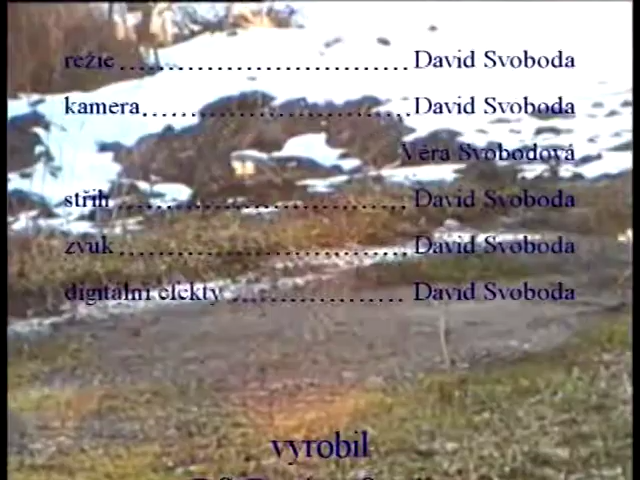 režie ............................ David Svoboda
kamera.......................... David Svoboda
Věra Svobodová
střih ............................. David Svoboda
zvuk ............................. David Svoboda
digitální efekty .................. David Svoboda
vyrobil